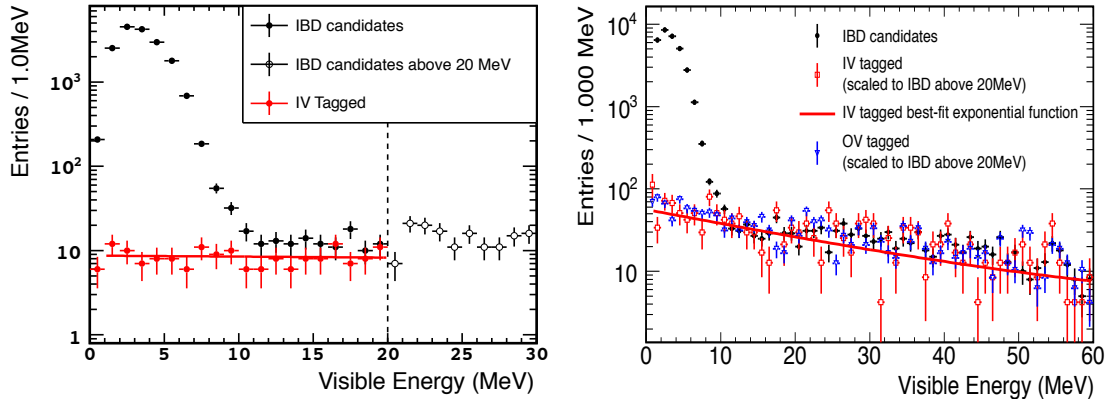 Entries / 1.0MeV
10³
10²
10
1
IBD candidates
IBD candidates above 20 MeV
IV Tagged
0 5 10 15 20 25 30
Visible Energy (MeV)
Entries / 1.000 MeV
10⁴
10³
10²
10
IBD candidates
IV tagged
(scaled to IBD above 20MeV)
IV tagged best-fit exponential function
OV tagged
(scaled to IBD above 20MeV)
0 10 20 30 40 50 60
Visible Energy (MeV)